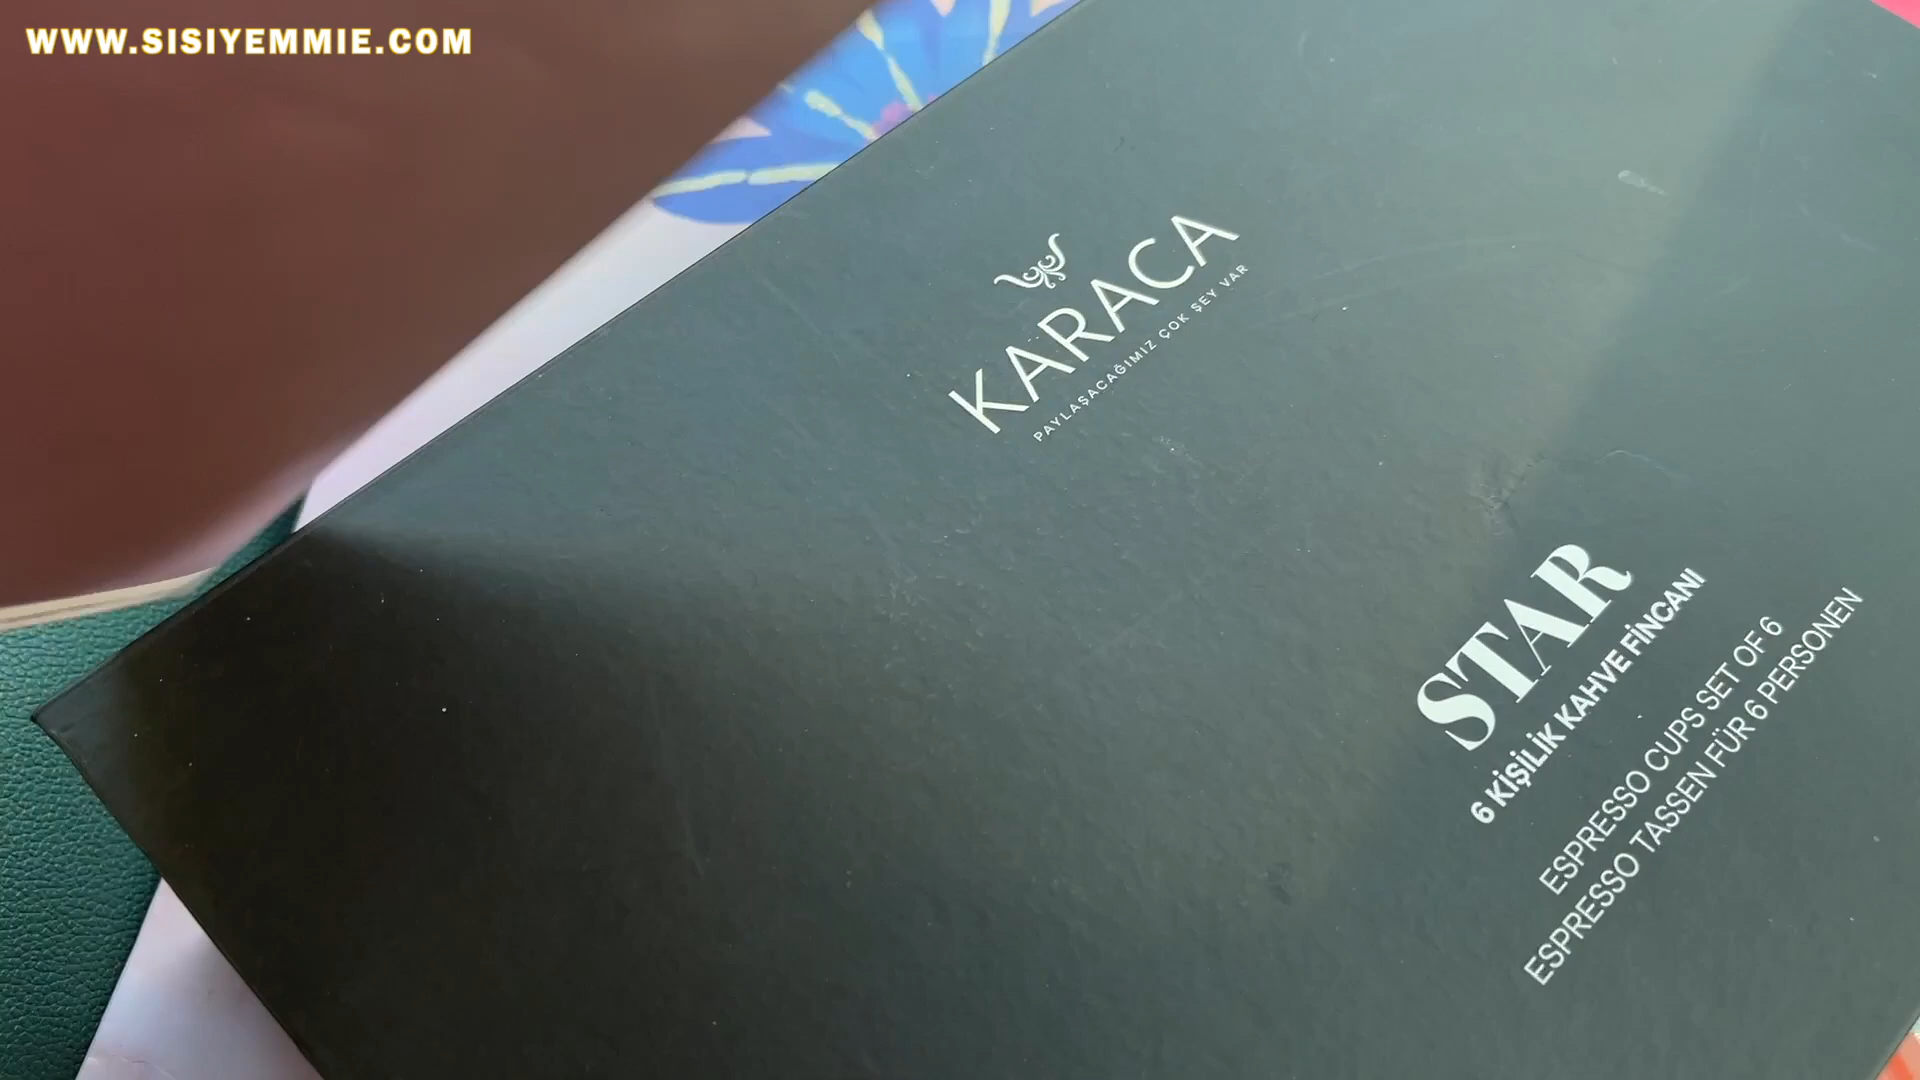 WWW.SISIYEMMIE.COM
KARACA
PAYLAŞACAĞIMIZ ÇOK ŞEY VAR
STAR
6 KİŞİLİK KAHVE FİNCANI
ESPRESSO CUPS SET OF 6
ESPRESSO TASSEN FÜR 6 PERSONEN